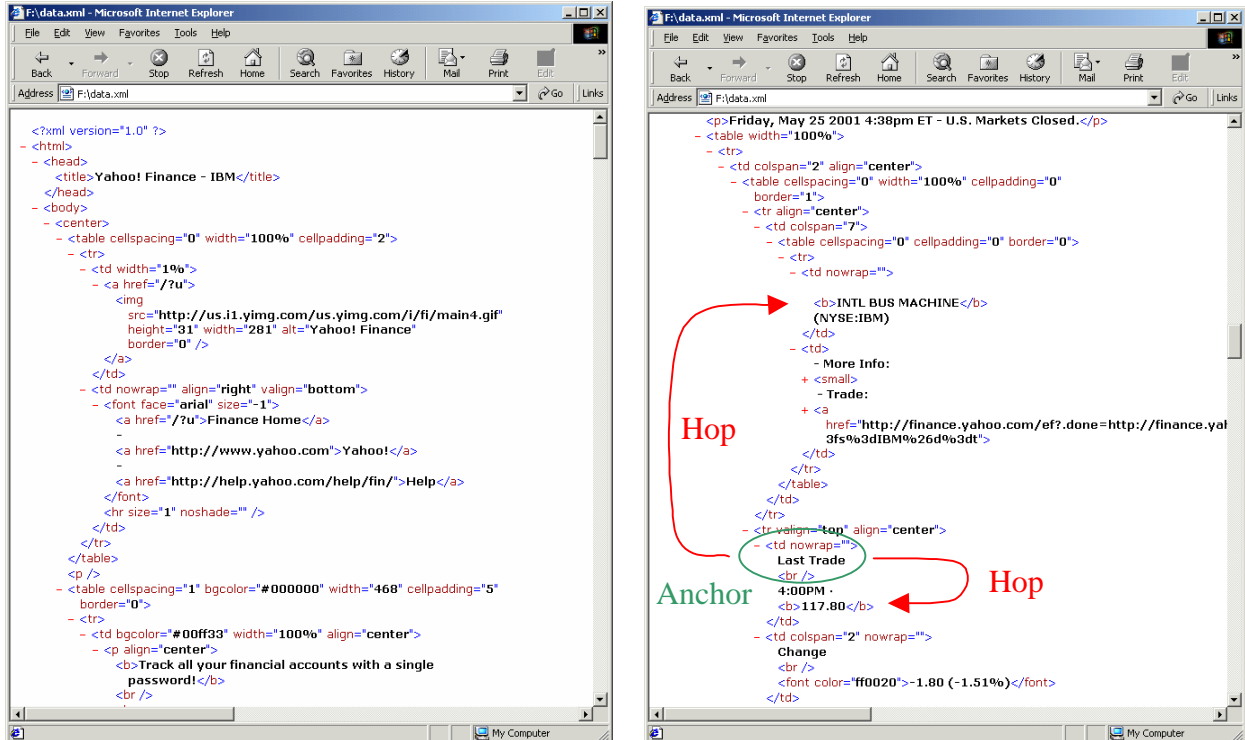 F:\data.xml - Microsoft Internet Explorer
File Edit View Favorites Tools Help
Back Forward Stop Refresh Home Search Favorites History Mail Print Edit »
Address F:\data.xml Go Links
<?xml version="1.0" ?>
- <html>
- <head>
<title>Yahoo! Finance - IBM</title>
</head>
- <body>
- <center>
- <table cellspacing="0" width="100%" cellpadding="2">
- <tr>
- <td width="1%">
- <a href="/?u">
<img
src="http://us.i1.yimg.com/us.yimg.com/i/fi/main4.gif"
height="31" width="281" alt="Yahoo! Finance"
border="0" />
</a>
</td>
- <td nowrap="" align="right" valign="bottom">
- <font face="arial" size="-1">
<a href="/?u">Finance Home</a>
-
<a href="http://www.yahoo.com">Yahoo!</a>
-
<a href="http://help.yahoo.com/help/fin/">Help</a>
</font>
<hr size="1" noshade="" />
</td>
</tr>
</table>
<p />
- <table cellspacing="1" bgcolor="#000000" width="468" cellpadding="5"
border="0">
- <tr>
- <td bgcolor="#00ff33" width="100%" align="center">
- <p align="center">
<b>Track all your financial accounts with a single
password!</b>
<br />
My Computer
F:\data.xml - Microsoft Internet Explorer
File Edit View Favorites Tools Help
Back Forward Stop Refresh Home Search Favorites History Mail Print Edit »
Address F:\data.xml Go Links
<p>Friday, May 25 2001 4:38pm ET - U.S. Markets Closed.</p>
- <table width="100%">
- <tr>
- <td colspan="2" align="center">
- <table cellspacing="0" width="100%" cellpadding="0"
border="1">
- <tr align="center">
- <td colspan="7">
- <table cellspacing="0" cellpadding="0" border="0">
- <tr>
- <td nowrap="">
<b>INTL BUS MACHINE</b>
(NYSE:IBM)
</td>
- <td>
- More Info:
+ <small>
- Trade:
+ <a
href="http://finance.yahoo.com/ef?.done=http://finance.yah
3fs%3dIBM%26d%3dt">
</td>
</tr>
</table>
</td>
</tr>
- <tr valign="top" align="center">
- <td nowrap="">
Last Trade
<br />
4:00PM ·
<b>117.80</b>
</td>
- <td colspan="2" nowrap="">
Change
<br />
<font color="ff0020">-1.80 (-1.51%)</font>
</td>
Hop
Anchor
Hop
My Computer